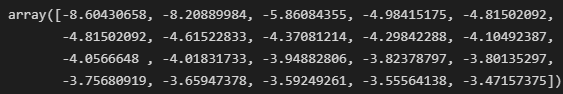 array([-8.60430658, -8.20889984, -5.86084355, -4.98415175, -4.81502092,
-4.81502092, -4.61522833, -4.37081214, -4.29842288, -4.10492387,
-4.0566648 , -4.01831733, -3.94882806, -3.82378797, -3.80135297,
-3.75680919, -3.65947378, -3.59249261, -3.55564138, -3.47157375])